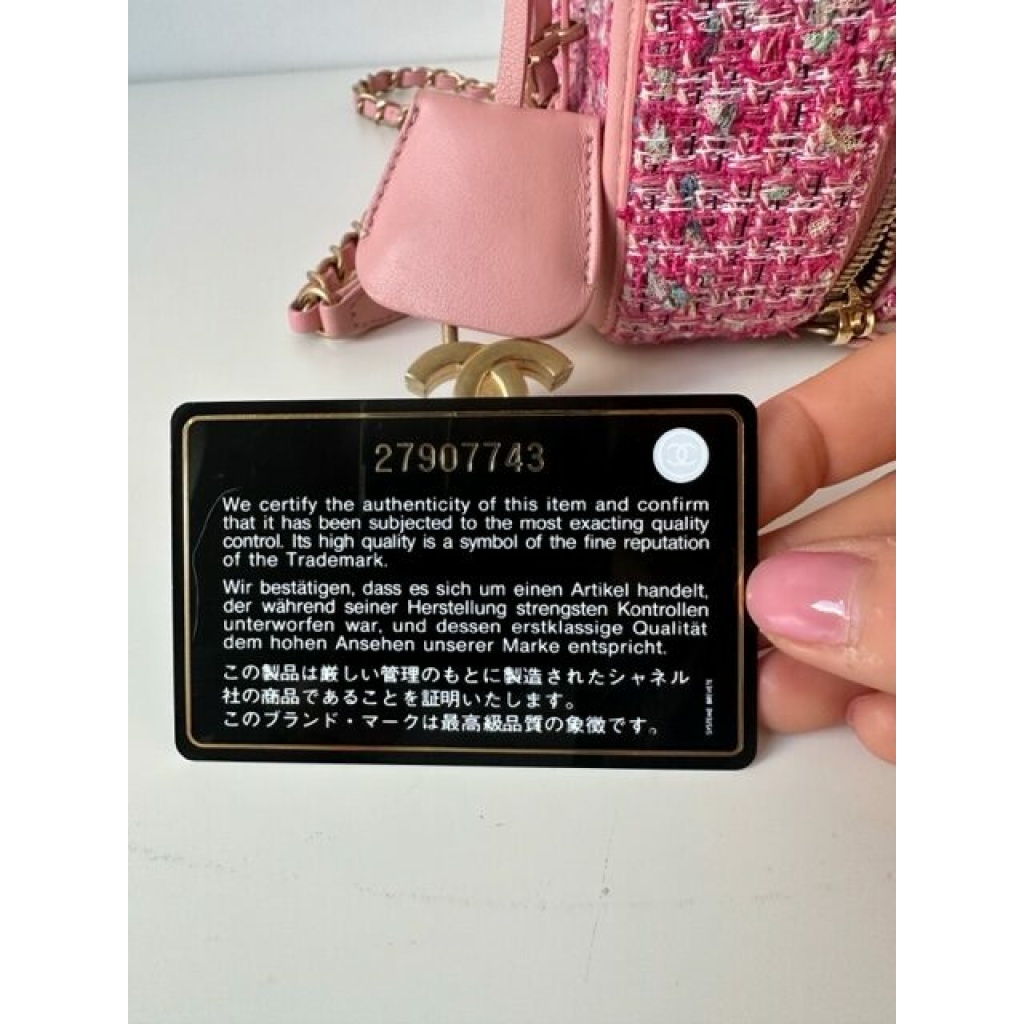 27907743
We certify the authenticity of this item and confirm
that it has been subjected to the most exacting quality
control. Its high quality is a symbol of the fine reputation
of the Trademark.
Wir bestätigen, dass es sich um einen Artikel handelt,
der während seiner Herstellung strengsten Kontrollen
unterworfen war, und dessen erstklassige Qualität
dem hohen Ansehen unserer Marke entspricht.
この製品は厳しい管理のもとに製造されたシャネル
社の商品であることを証明いたします。
このブランド・マークは最高級品質の象徴です。
SYSTEME BREVETE